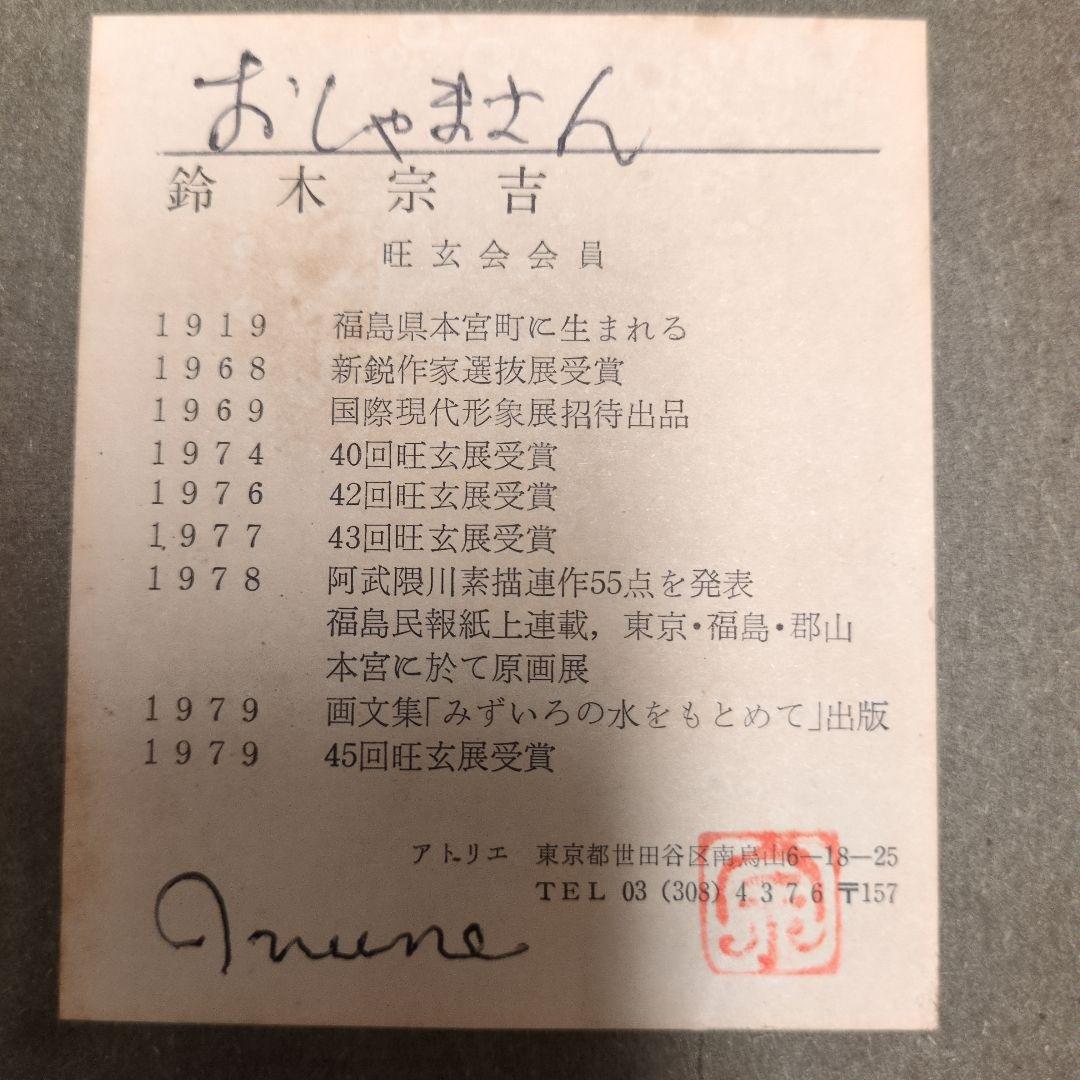 おしゃまさん
鈴木宗吉
旺玄会会員
1919 福島県本宮町に生まれる
1968 新鋭作家選抜展受賞
1969 国際現代形象展招待出品
1974 40回旺玄展受賞
1976 42回旺玄展受賞
1977 43回旺玄展受賞
1978 阿武隈川素描連作55点を発表
福島民報紙上連載，東京・福島・郡山
本宮に於て原画展
1979 画文集「みずいろの水をもとめて」出版
1979 45回旺玄展受賞
アトリエ 東京都世田谷区南烏山6―18―25
TEL 03 (308) 4376 〒157
宗